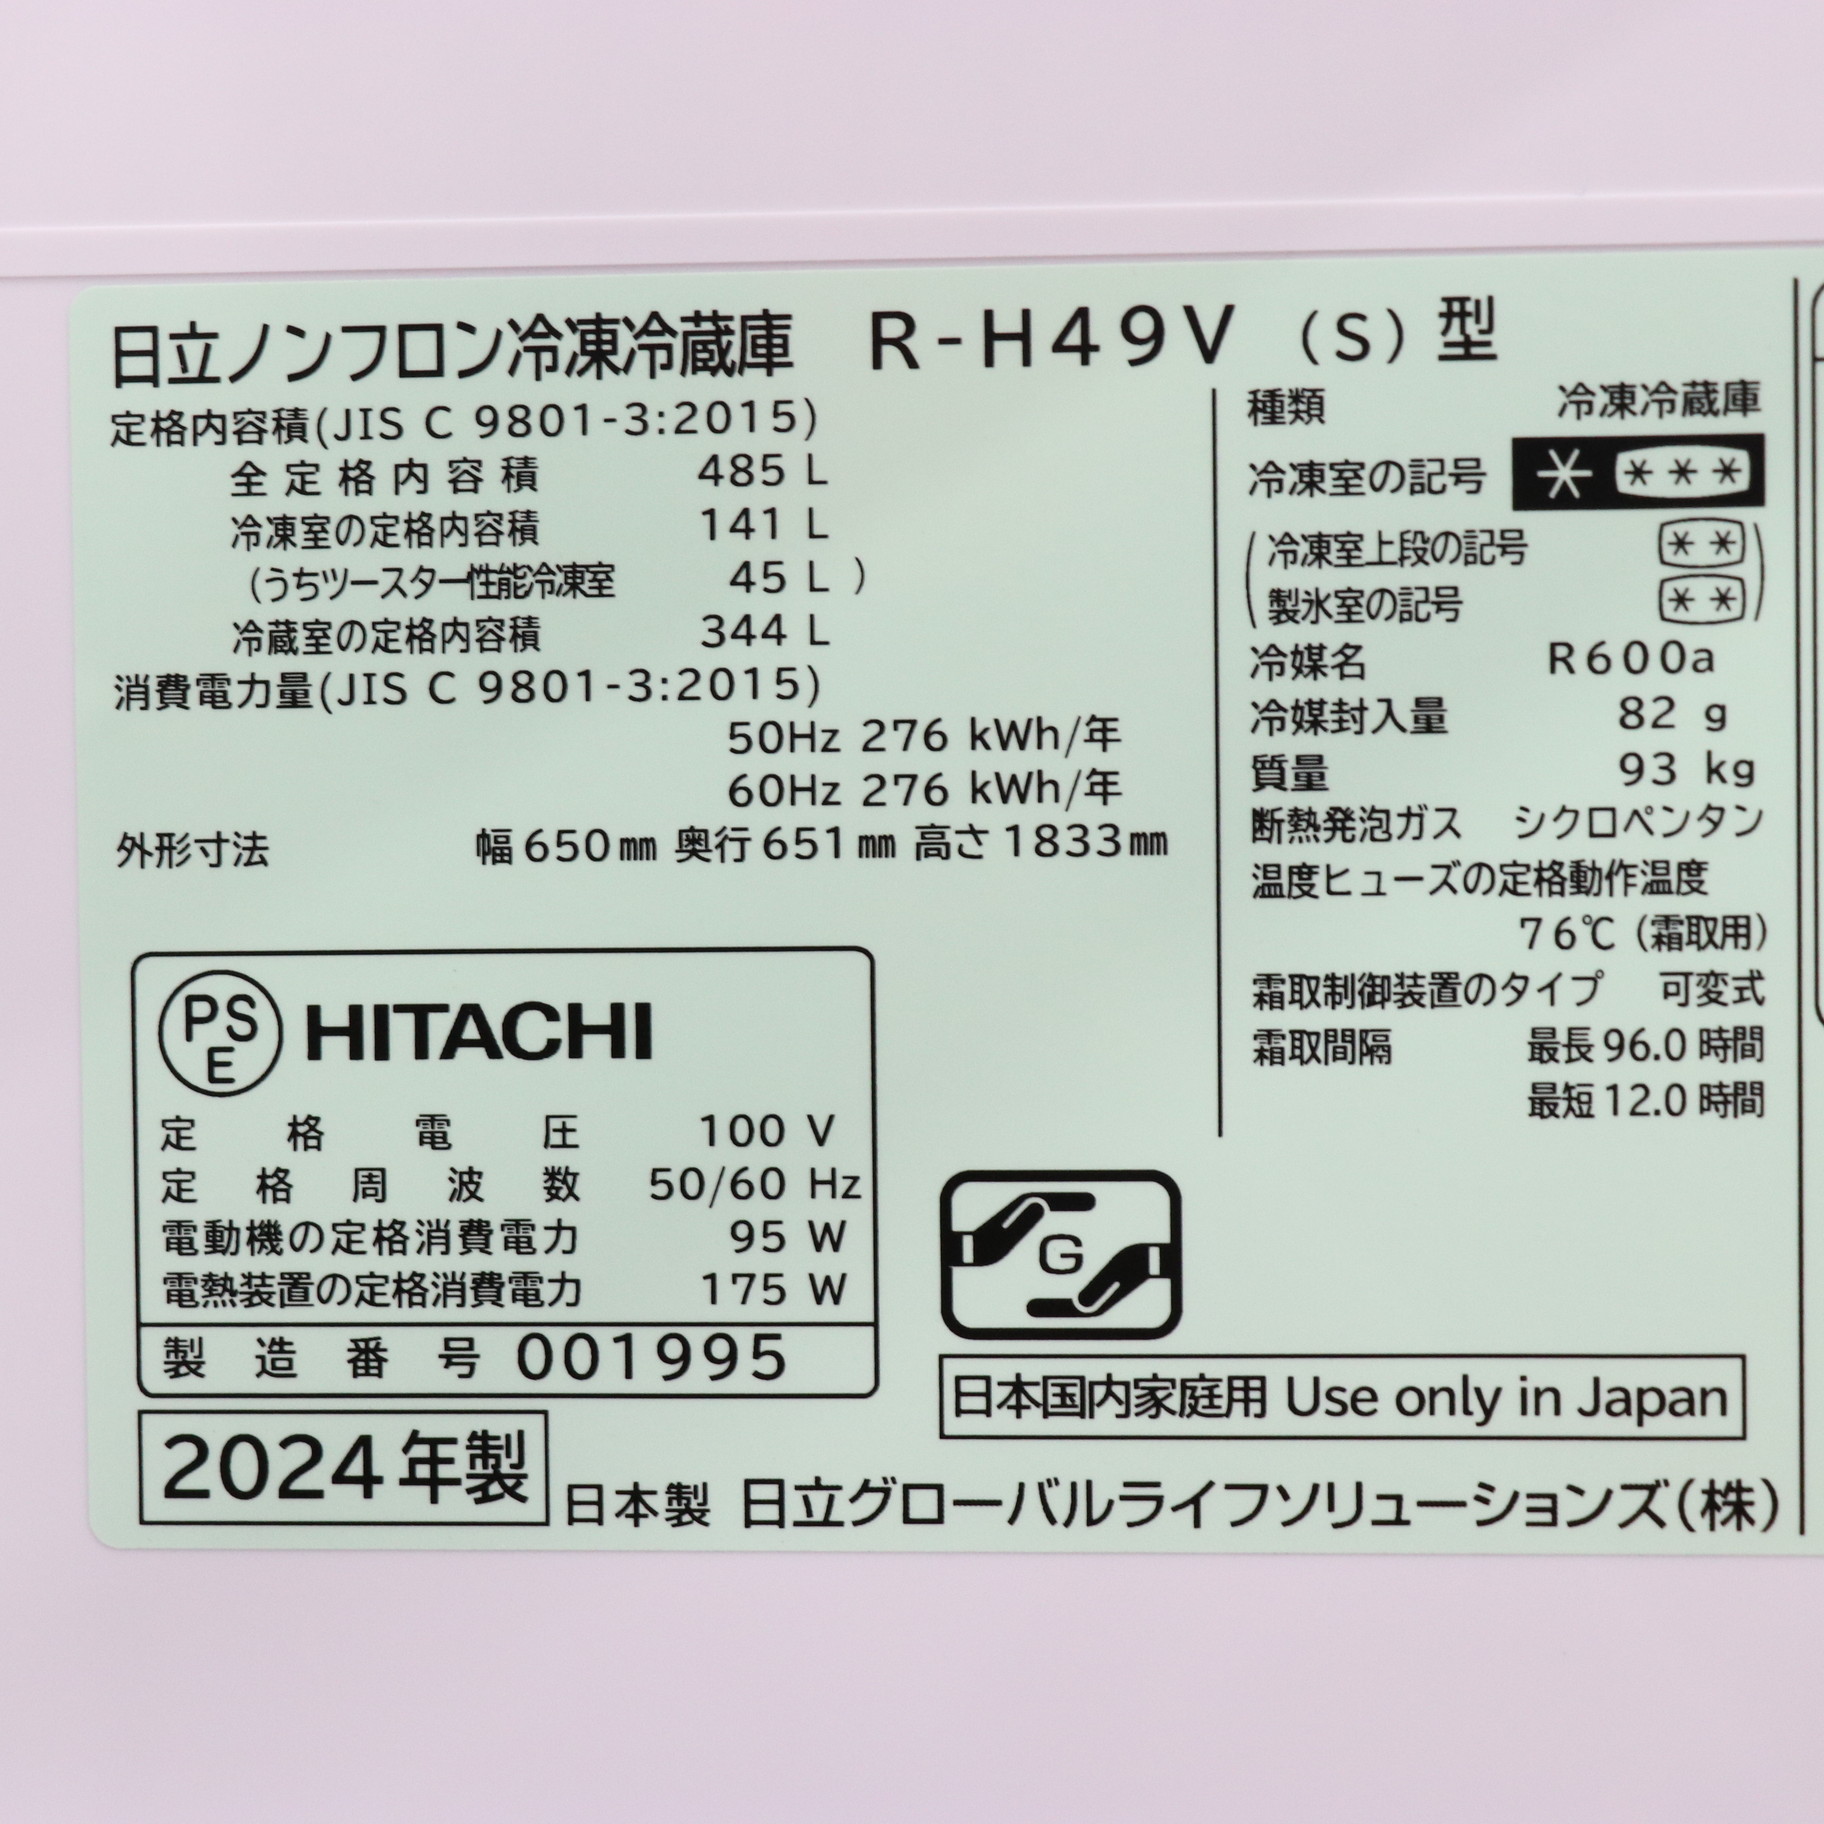 日立ノンフロン冷凍冷蔵庫 R-H49V (S) 型
定格内容積(JIS C 9801-3:2015)
全定格内容積 485 L
冷凍室の定格内容積 141 L
(うちツースター性能冷凍室 45 L )
冷蔵室の定格内容積 344 L
消費電力量(JIS C 9801-3:2015)
50Hz 276 kWh/年
60Hz 276 kWh/年
外形寸法 幅650㎜ 奥行651㎜ 高さ1833㎜
種類 冷凍冷蔵庫
冷凍室の記号 * ***
(冷凍室上段の記号 **
製氷室の記号 **)
冷媒名 R600a
冷媒封入量 82 g
質量 93 kg
断熱発泡ガス シクロペンタン
温度ヒューズの定格動作温度
76℃ (霜取用)
霜取制御装置のタイプ 可変式
霜取間隔 最長96.0時間
最短12.0時間
PSE HITACHI
定格電圧 100 V
定格周波数 50/60 Hz
電動機の定格消費電力 95 W
電熱装置の定格消費電力 175 W
製造番号 001995
G
日本国内家庭用 Use only in Japan
2024年製 日本製 日立グローバルライフソリューションズ(株)